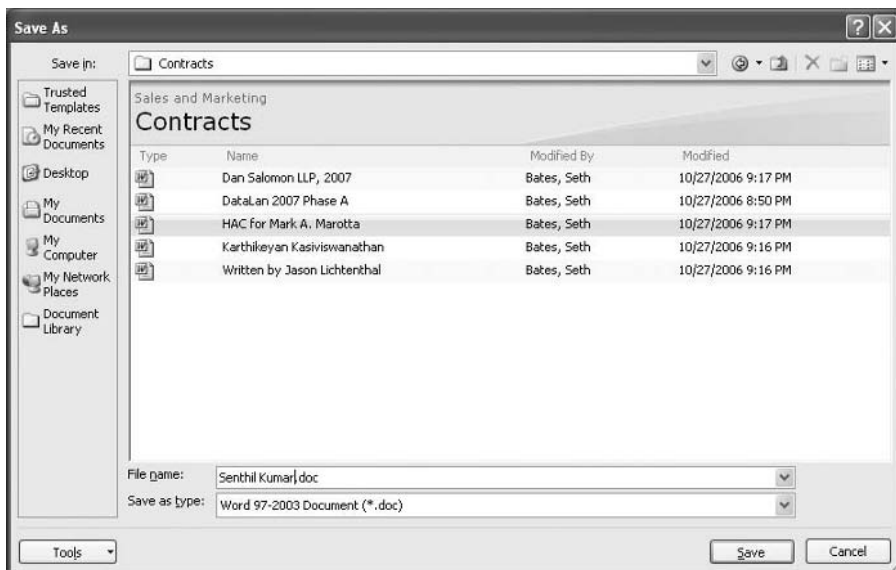 Save As
Save in: Contracts
Trusted Templates
My Recent Documents
Desktop
My Documents
My Computer
My Network Places
Document Library
Sales and Marketing
Contracts
Type Name Modified By Modified
Dan Salomon LLP, 2007 Bates, Seth 10/27/2006 9:17 PM
DataLan 2007 Phase A Bates, Seth 10/27/2006 8:50 PM
HAC for Mark A. Marotta Bates, Seth 10/27/2006 9:17 PM
Karthikeyan Kasiviswanathan Bates, Seth 10/27/2006 9:16 PM
Written by Jason Lichtenthal Bates, Seth 10/27/2006 9:16 PM
File name: Senthil Kumar.doc
Save as type: Word 97-2003 Document (*.doc)
Tools Save Cancel